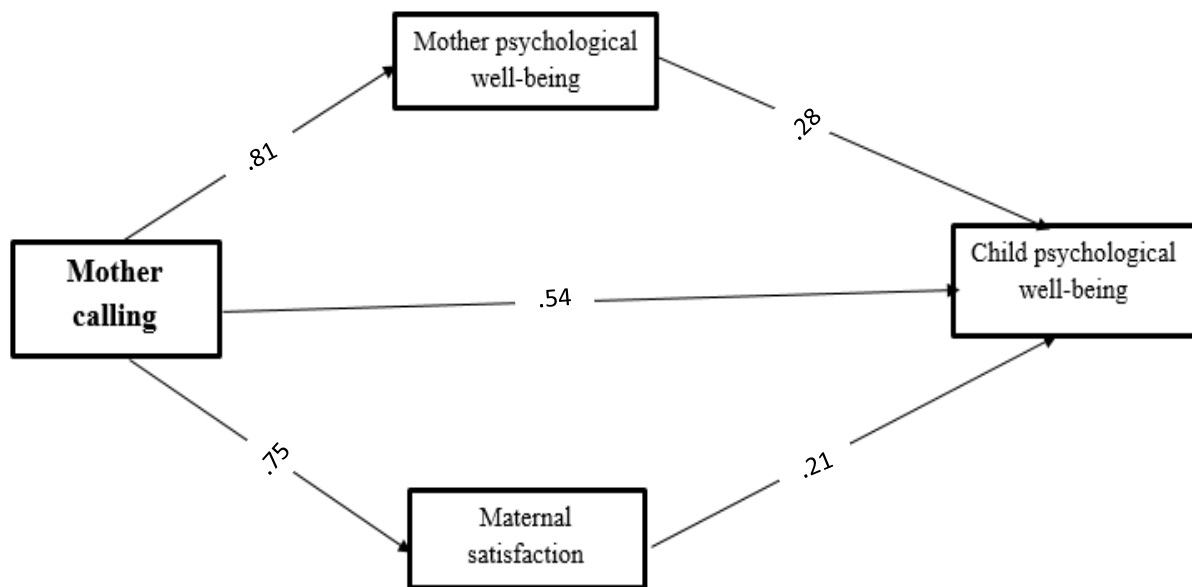 Mother psychological
well-being
.81
.28
Mother
calling
.54
Child psychological
well-being
.75
.21
Maternal
satisfaction